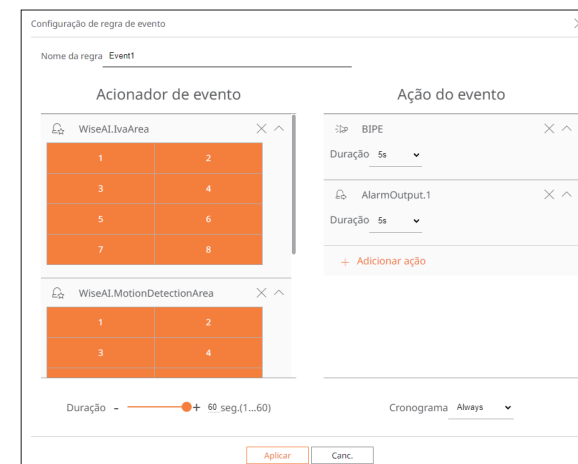 Configuração de regra de evento
Nome da regra Event1
Acionador de evento
WiseAI.IvaArea
1 2
3 4
5 6
7 8
WiseAI.MotionDetectionArea
1 2
3 4
Duração - + 60 seg.(1...60)
Ação do evento
BIPE
Duração 5s
AlarmOutput.1
Duração 5s
+ Adicionar ação
Cronograma Always
Aplicar Canc.